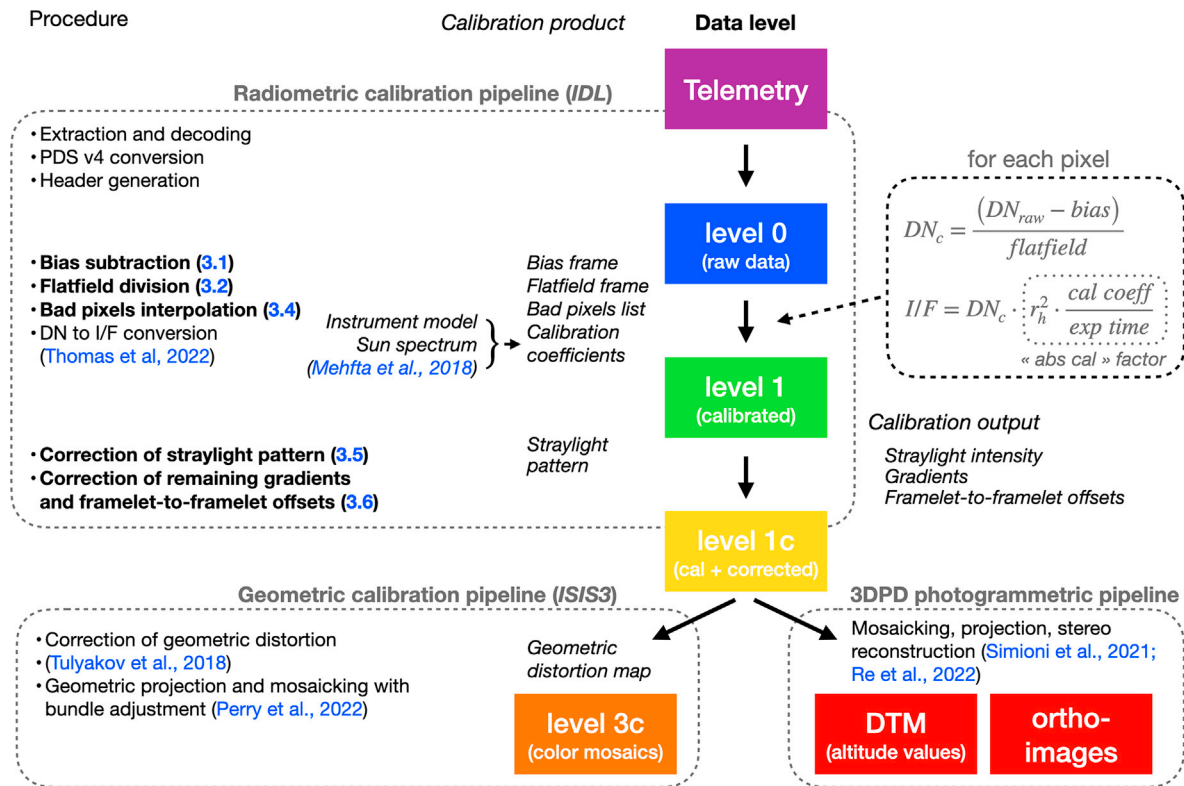 Procedure
Calibration product
Data level
Telemetry
Radiometric calibration pipeline (IDL)
• Extraction and decoding
• PDS v4 conversion
• Header generation
for each pixel
DN_c = (DN_raw − bias) / flatfield
I/F = DN_c · r_h^2 · cal coeff / exp time
« abs cal » factor
level 0
(raw data)
• Bias subtraction (3.1)
• Flatfield division (3.2)
• Bad pixels interpolation (3.4)
• DN to I/F conversion
(Thomas et al, 2022)
Instrument model
Sun spectrum
(Mehfta et al., 2018)
Bias frame
Flatfield frame
Bad pixels list
Calibration
coefficients
level 1
(calibrated)
Calibration output
Straylight intensity
Gradients
Framelet-to-framelet offsets
• Correction of straylight pattern (3.5)
• Correction of remaining gradients
and framelet-to-framelet offsets (3.6)
Straylight
pattern
level 1c
(cal + corrected)
Geometric calibration pipeline (ISIS3)
• Correction of geometric distortion
• (Tulyakov et al., 2018)
• Geometric projection and mosaicking with
bundle adjustment (Perry et al., 2022)
Geometric
distortion map
level 3c
(color mosaics)
3DPD photogrammetric pipeline
Mosaicking, projection, stereo
reconstruction (Simioni et al., 2021;
Re et al., 2022)
DTM
(altitude values)
ortho-
images